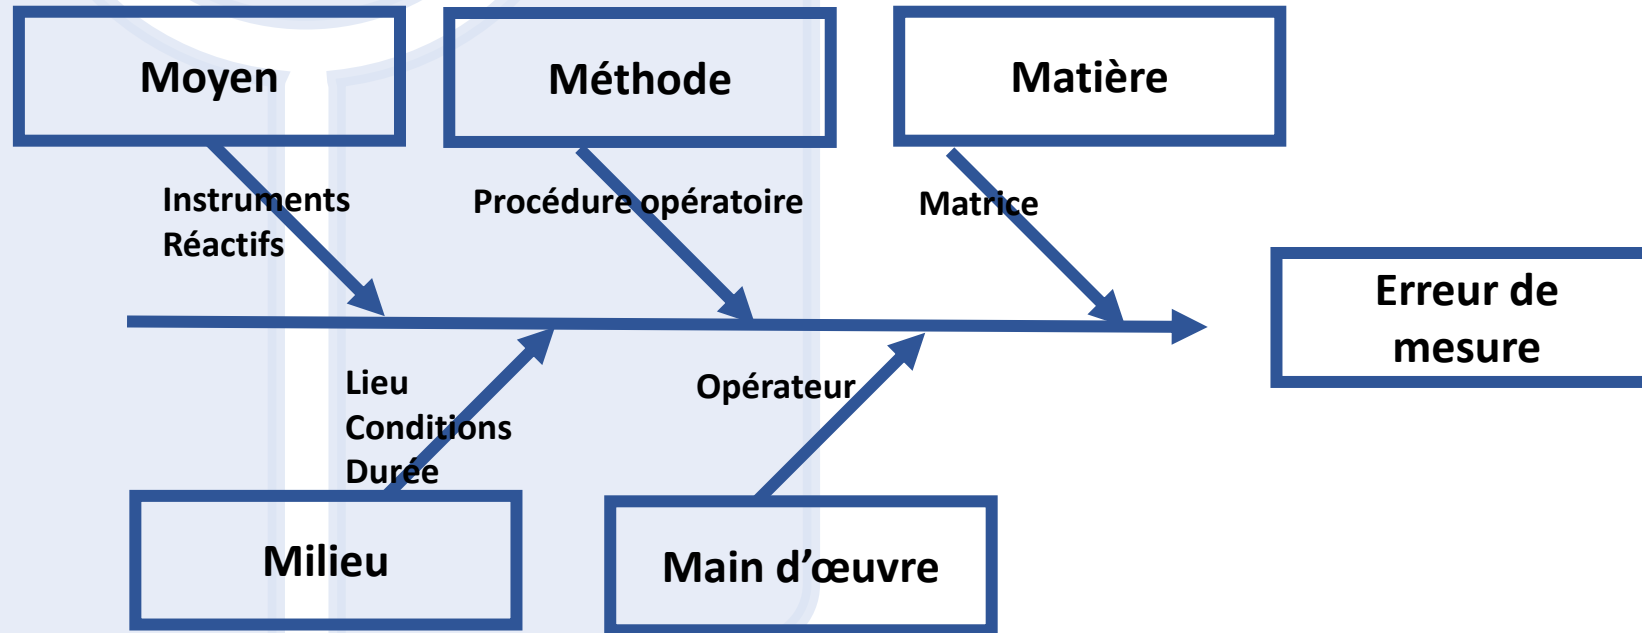 Moyen
Méthode
Matière
Instruments
Réactifs
Procédure opératoire
Matrice
Erreur de
mesure
Lieu
Conditions
Durée
Opérateur
Milieu
Main d’œuvre